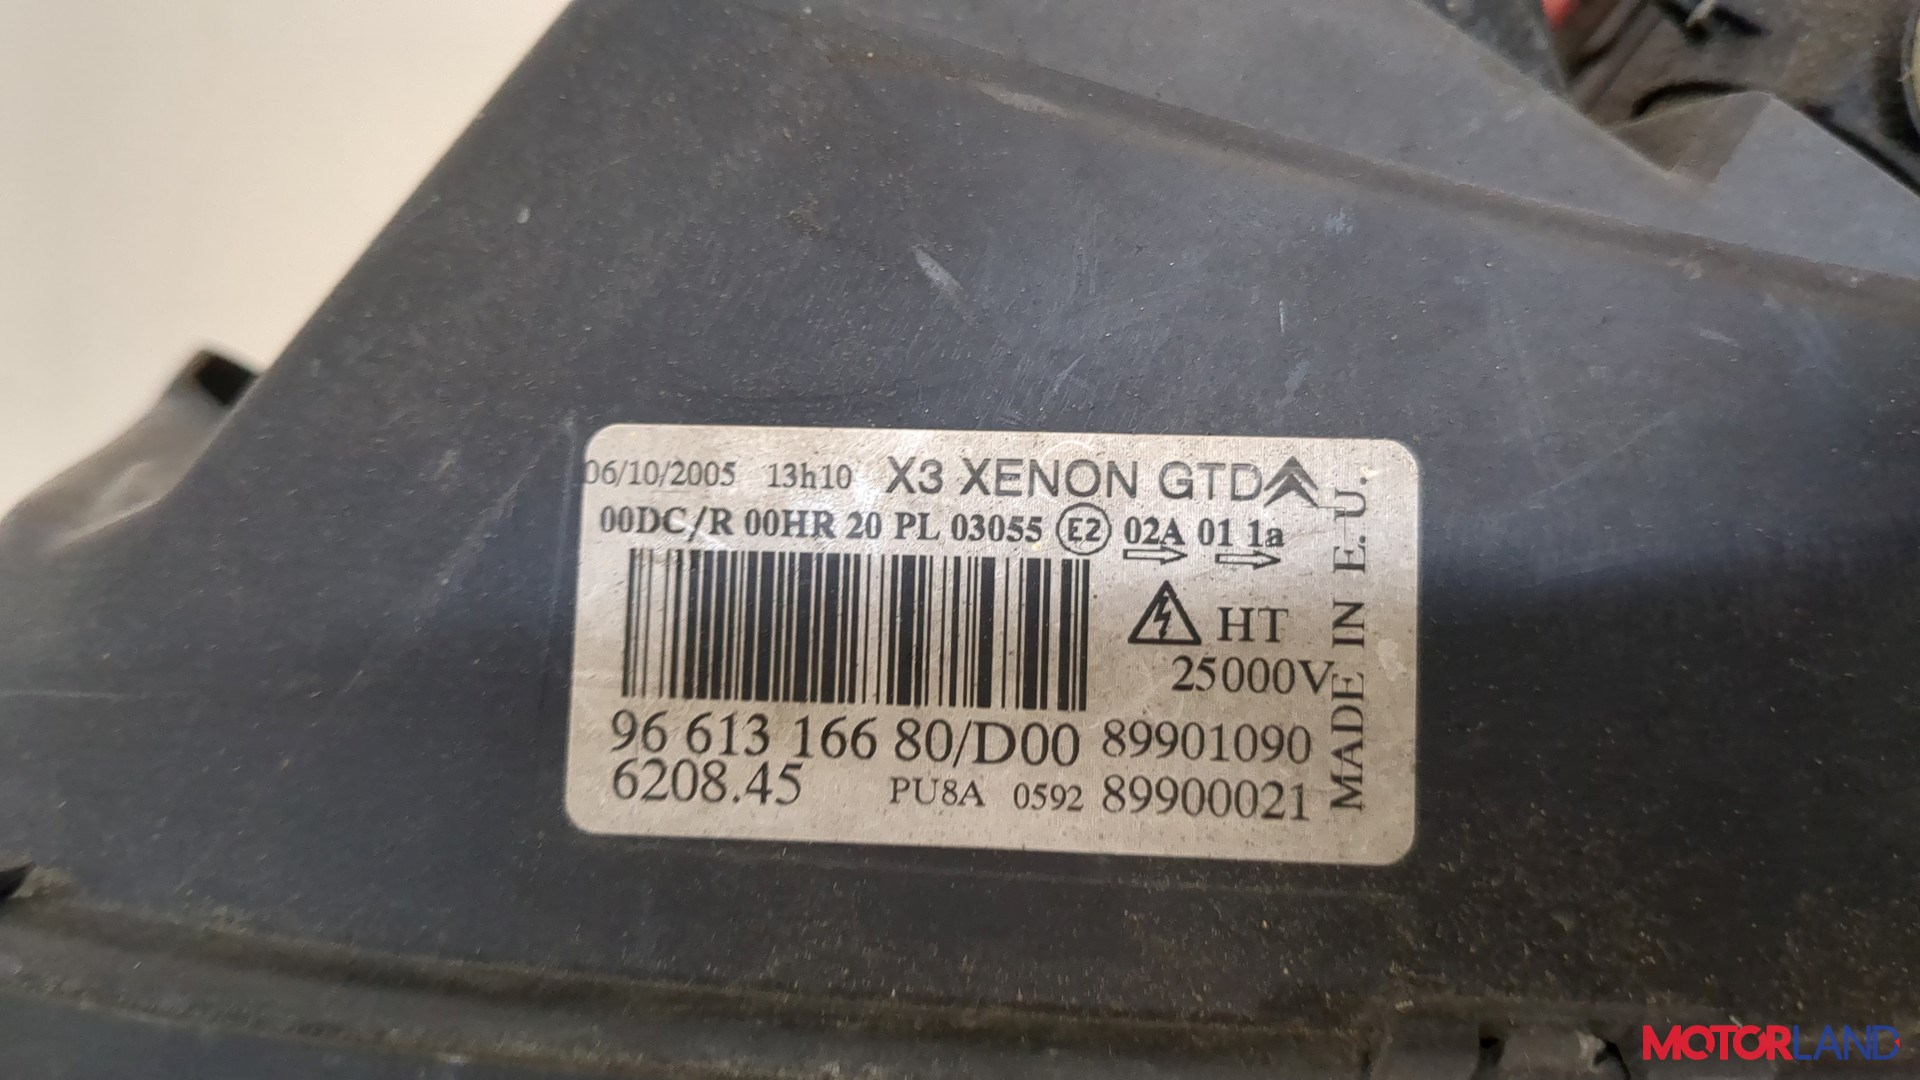 06/10/2005 13h10 X3 XENON GTD
00DC/R 00HR 20 PL 03055 E2 02A 01 1a
HT
25000V
96 613 166 80/D00 89901090
6208.45 PU8A 0592 89900021
MADE IN E.U.
MOTORLAND